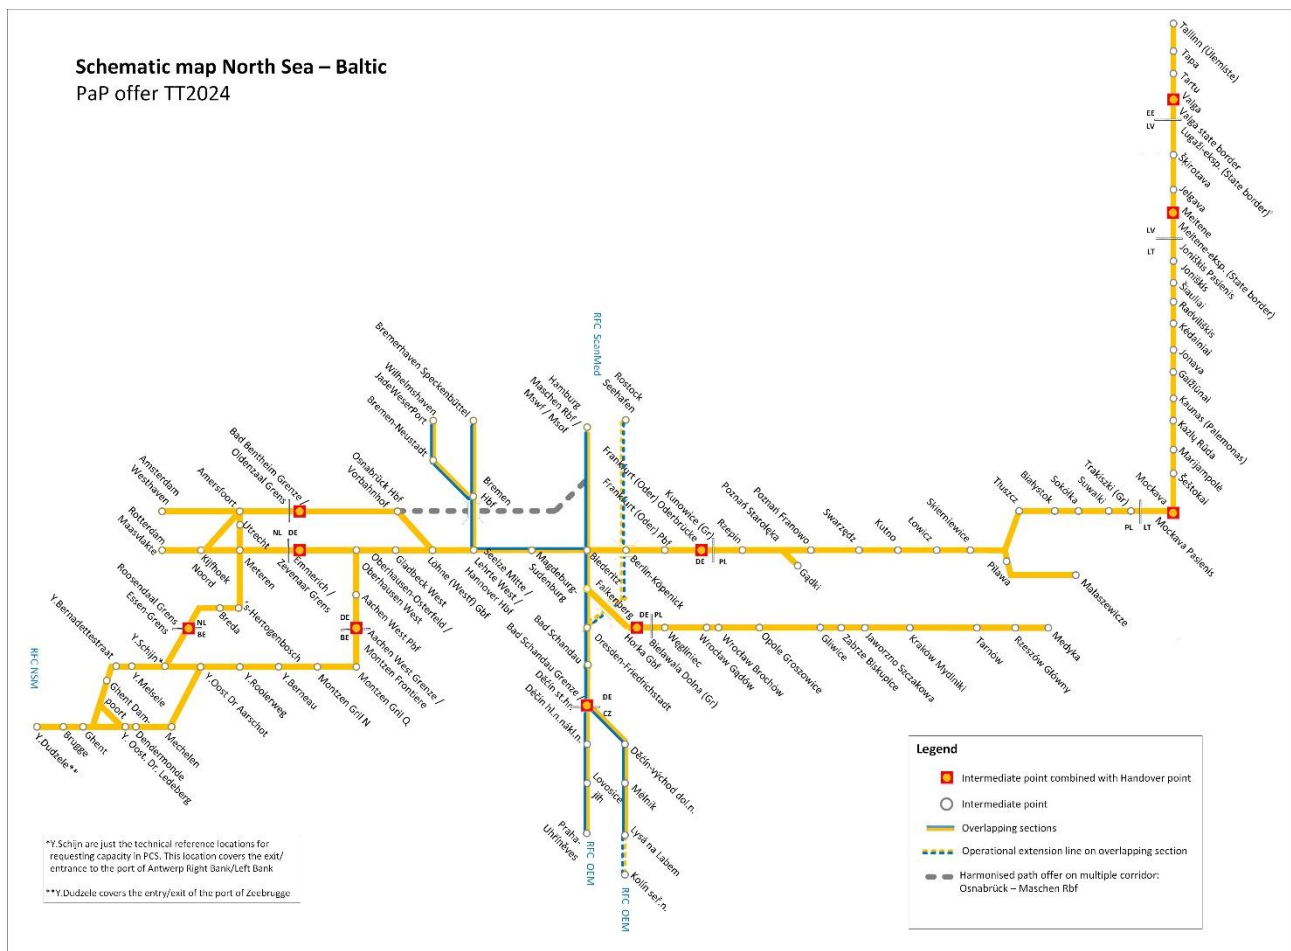 Schematic map North Sea – Baltic
PaP offer TT2024
Tallinn (Ülemiste)
Tapa
Tartu
Valga
EE
LV
Valga state border
Lugaži-eksp. (State border)
Šķirotava
Jelgava
Meitene
LV
LT
Meitene-eksp. (State border)
Joniškis Pasienis
Joniškis
Šiauliai
Radviliškis
Kėdainiai
Jonava
Gaižiūnai
Kaunas (Palemonas)
Kazlų Rūda
Marijampolė
Šeštokai
Mockava
Mockava Pasienis
PL LT
Trakiszki (Gr)
Suwałki
Sokółka
Białystok
Tłuszcz
Pilawa
Małaszewicze
Skierniewice
Łowicz
Kutno
Swarzędz
Poznań Franowo
Gądki
Poznań Starołęka
Rzepin
DE PL
Kunowice (Gr)
Frankfurt (Oder) Oderbrücke
Frankfurt (Oder) Pbf
Berlin-Köpenick
Rostock
Seehafen
RFC ScanMed
Hamburg
Maschen Rbf /
Mswf / Msof
Bremerhaven Speckenbüttel
Wilhelmshaven
JadeWeserPort
Bremen-Neustadt
Bremen
Hbf
Osnabrück Hbf
Vorbahnhof
Bad Bentheim Grenze /
Oldenzaal Grens
NL DE
Amersfoort
Amsterdam
Westhaven
Rotterdam
Maasvlakte
Kijfhoek
Noord
Utrecht
Meteren
Emmerich /
Zevenaar Grens
Oberhausen-Osterfeld /
Oberhausen West
Gladbeck West
Löhne (Westf) Gbf
Seelze Mitte /
Lehrte West /
Hannover Hbf
Magdeburg-
Sudenburg
Biederitz
Falkenberg
Horka Gbf
DE PL
Bielawa Dolna (Gr)
Węgliniec
Wrocław Gądów
Wrocław Brochów
Opole Groszowice
Gliwice
Zabrze Biskupice
Jaworzno Szczakowa
Kraków Mydlniki
Tarnów
Rzeszów Główny
Medyka
Dresden-Friedrichstadt
Bad Schandau
Bad Schandau Grenze /
Děčín st.hr.
DE
CZ
Děčín hl.n.nákl.n.
Lovosice
jih
Praha-
Uhříněves
RFC OEM
Děčín-východ dol.n.
Mělník
Lysá na Labem
Kolín seř.n.
RFC OEM
Roosendaal Grens
Essen-Grens
NL
BE
Breda
's-Hertogenbosch
DE
BE
Aachen West Pbf
Aachen West Grenze /
Montzen Frontiere
Montzen Gril Q
Montzen Gril N
Y.Berneau
Y.Rooierweg
Y.Oost Dr Aarschot
Y.Schijn*
Y.Melsele
Y.Bernadettestraat
Ghent Dam-
poort
RFC NSM
Y.Dudzele**
Brugge
Ghent
Y. Oost. Dr. Ledeberg
Dendermonde
Mechelen
*Y.Schijn are just the technical reference locations for
requesting capacity in PCS. This location covers the exit/
entrance to the port of Antwerp Right Bank/Left Bank
**Y.Dudzele covers the entry/exit of the port of Zeebrugge
Legend
Intermediate point combined with Handover point
Intermediate point
Overlapping sections
Operational extension line on overlapping section
Harmonised path offer on multiple corridor:
Osnabrück – Maschen Rbf